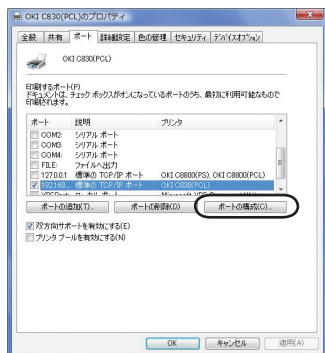 OKI C830(PCL)のプロパティ
全般 共有 ポート 詳細設定 色の管理 セキュリティ デバイスオプション
OKI C830(PCL)
印刷するポート(P)
ドキュメントは、チェック ボックスがオンになっているポートのうち、最初に利用可能なもので
印刷されます。
ポート 説明 プリンタ
COM2: シリアル ポート
COM3: シリアル ポート
COM4: シリアル ポート
FILE: ファイルへ出力
127.0.0.1 標準の TCP/IP ポート OKI C8800(PS), OKI C8800(PCL)
192.168... 標準の TCP/IP ポート OKI C830(PCL)
ポートの追加(T)... ポートの削除(D) ポートの構成(C)...
双方向サポートを有効にする(E)
プリンタ プールを有効にする(N)
OK キャンセル 適用(A)